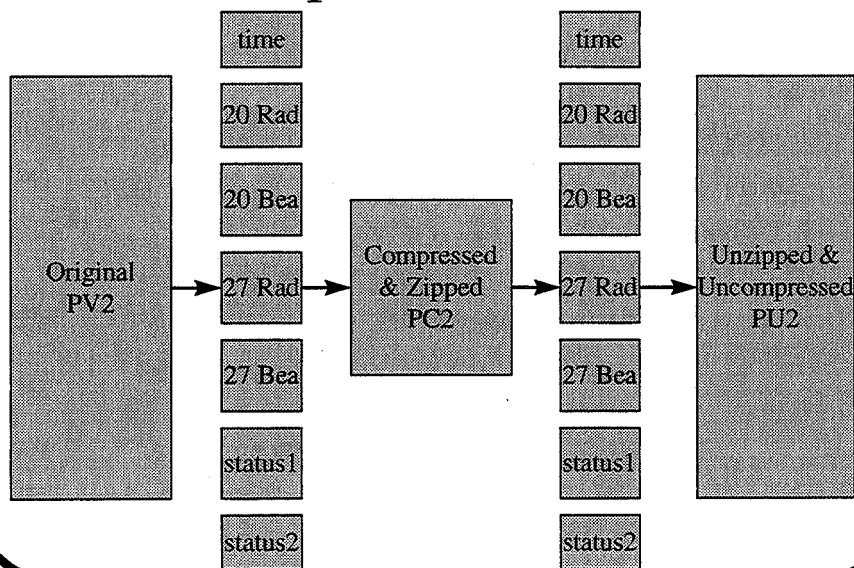 Original
PV2
time
20 Rad
20 Bea
27 Rad
27 Bea
status1
status2
Compressed
& Zipped
PC2
time
20 Rad
20 Bea
27 Rad
27 Bea
status1
status2
Unzipped &
Uncompressed
PU2